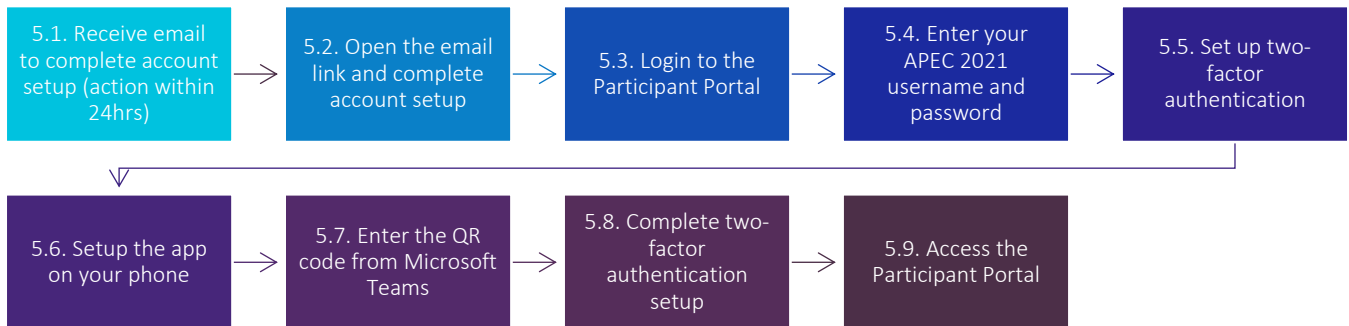 5.1. Receive email
to complete account
setup (action within
24hrs)
5.2. Open the email
link and complete
account setup
5.3. Login to the
Participant Portal
5.4. Enter your
APEC 2021
username and
password
5.5. Set up two-
factor
authentication
5.6. Setup the app
on your phone
5.7. Enter the QR
code from Microsoft
Teams
5.8. Complete two-
factor
authentication
setup
5.9. Access the
Participant Portal